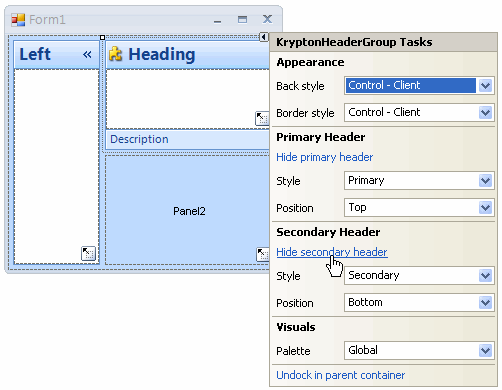 Form1
Left «
Heading
Description
Panel2
KryptonHeaderGroup Tasks
Appearance
Back style Control - Client
Border style Control - Client
Primary Header
Hide primary header
Style Primary
Position Top
Secondary Header
Hide secondary header
Style Secondary
Position Bottom
Visuals
Palette Global
Undock in parent container